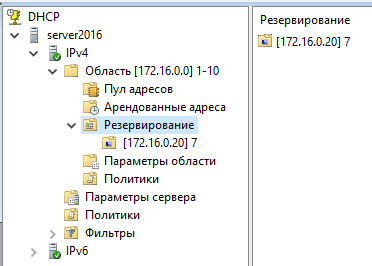 DHCP
server2016
IPv4
Область [172.16.0.0] 1-10
Пул адресов
Арендованные адреса
Резервирование
[172.16.0.20] 7
Параметры области
Политики
Параметры сервера
Политики
Фильтры
IPv6
Резервирование
[172.16.0.20] 7